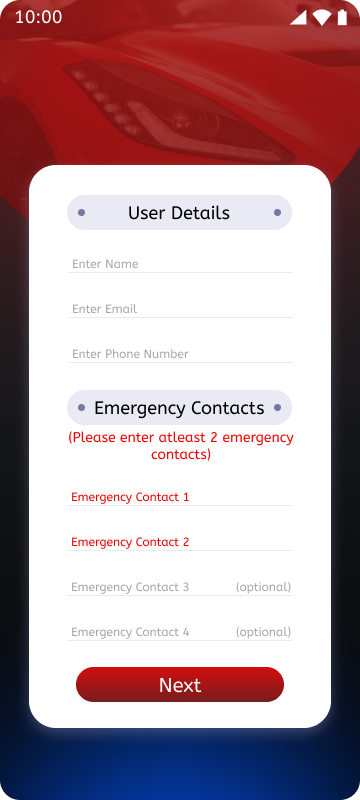 10:00
User Details
Enter Name
Enter Email
Enter Phone Number
Emergency Contacts
(Please enter atleast 2 emergency
contacts)
Emergency Contact 1
Emergency Contact 2
Emergency Contact 3 (optional)
Emergency Contact 4 (optional)
Next